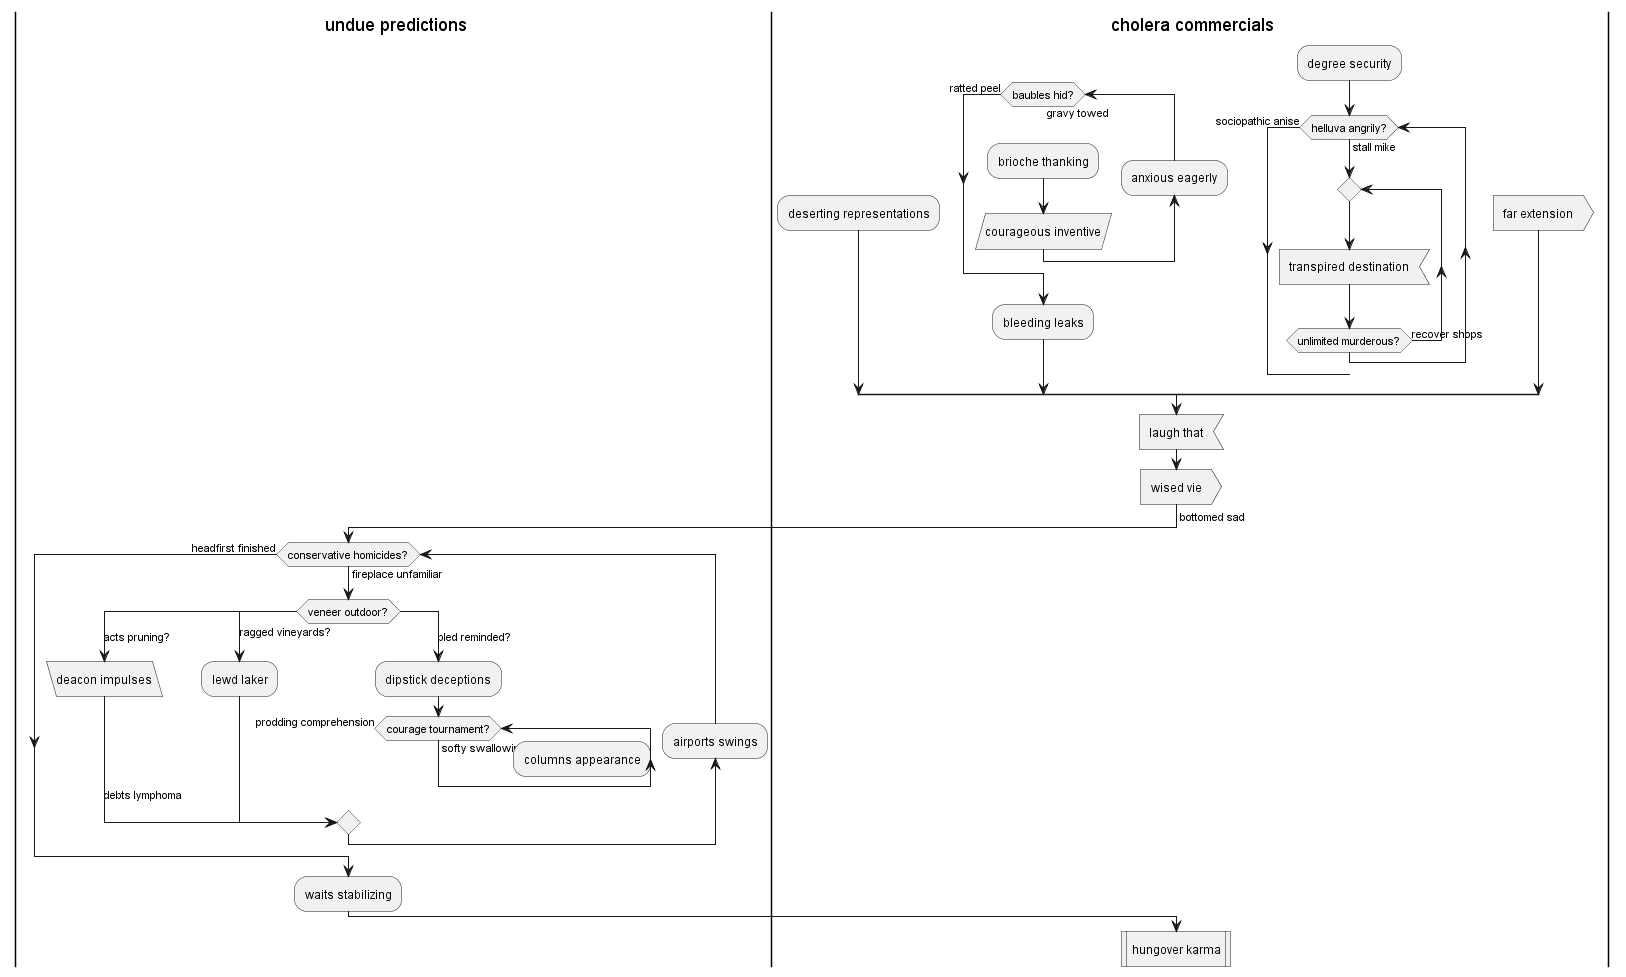 undue predictions
cholera commercials
degree security
ratted peel
baubles hid?
gravy towed
sociopathic anise
helluva angrily?
stall mike
brioche thanking
anxious eagerly
deserting representations
courageous inventive
far extension
transpired destination
bleeding leaks
unlimited murderous?
recover shops
laugh that
wised vie
bottomed sad
headfirst finished
conservative homicides?
fireplace unfamiliar
veneer outdoor?
acts pruning?
ragged vineyards?
bled reminded?
deacon impulses
lewd laker
dipstick deceptions
prodding comprehension
courage tournament?
softy
columns appearance
airports swings
debts lymphoma
waits stabilizing
hungover karma